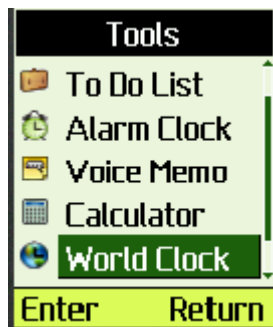 Tools
To Do List
Alarm Clock
Voice Memo
Calculator
World Clock
Enter Return